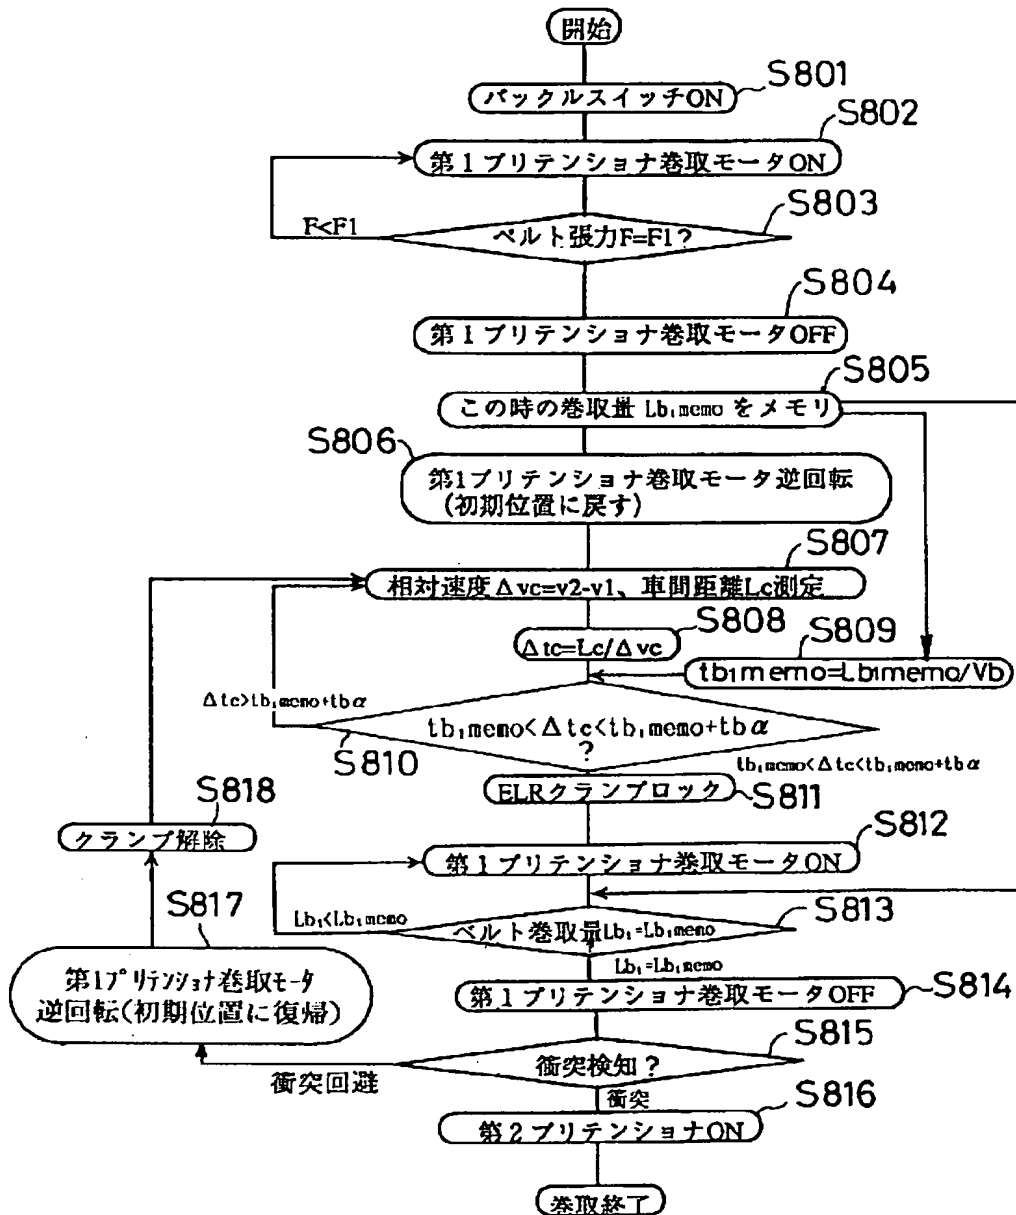 開始
S801
バックルスイッチON
S802
第1プリテンショナ巻取モータON
S803
F<F1
ベルト張力F=F1?
S804
第1プリテンショナ巻取モータOFF
S805
この時の巻取量 Lb₁memo をメモリ
S806
第1プリテンショナ巻取モータ逆回転
(初期位置に戻す)
S807
相対速度Δvc=v2-v1、車間距離Lc測定
S808
Δtc=Lc/Δvc
S809
tb₁memo=Lb₁memo/Vb
Δtc>tb₁memo+tbα
tb₁memo<Δtc<tb₁memo+tbα
?
S810
tb₁memo<Δtc<tb₁memo+tbα
ELRクランプロック
S811
S818
クランプ解除
S812
第1プリテンショナ巻取モータON
S817
Lb₁<Lb₁memo
ベルト巻取量Lb₁=Lb₁memo
S813
Lb₁=Lb₁memo
第1プリテンショナ巻取モータ
逆回転(初期位置に復帰)
第1プリテンショナ巻取モータOFF
S814
S815
衝突検知?
衝突回避
衝突
S816
第2プリテンショナON
巻取終了